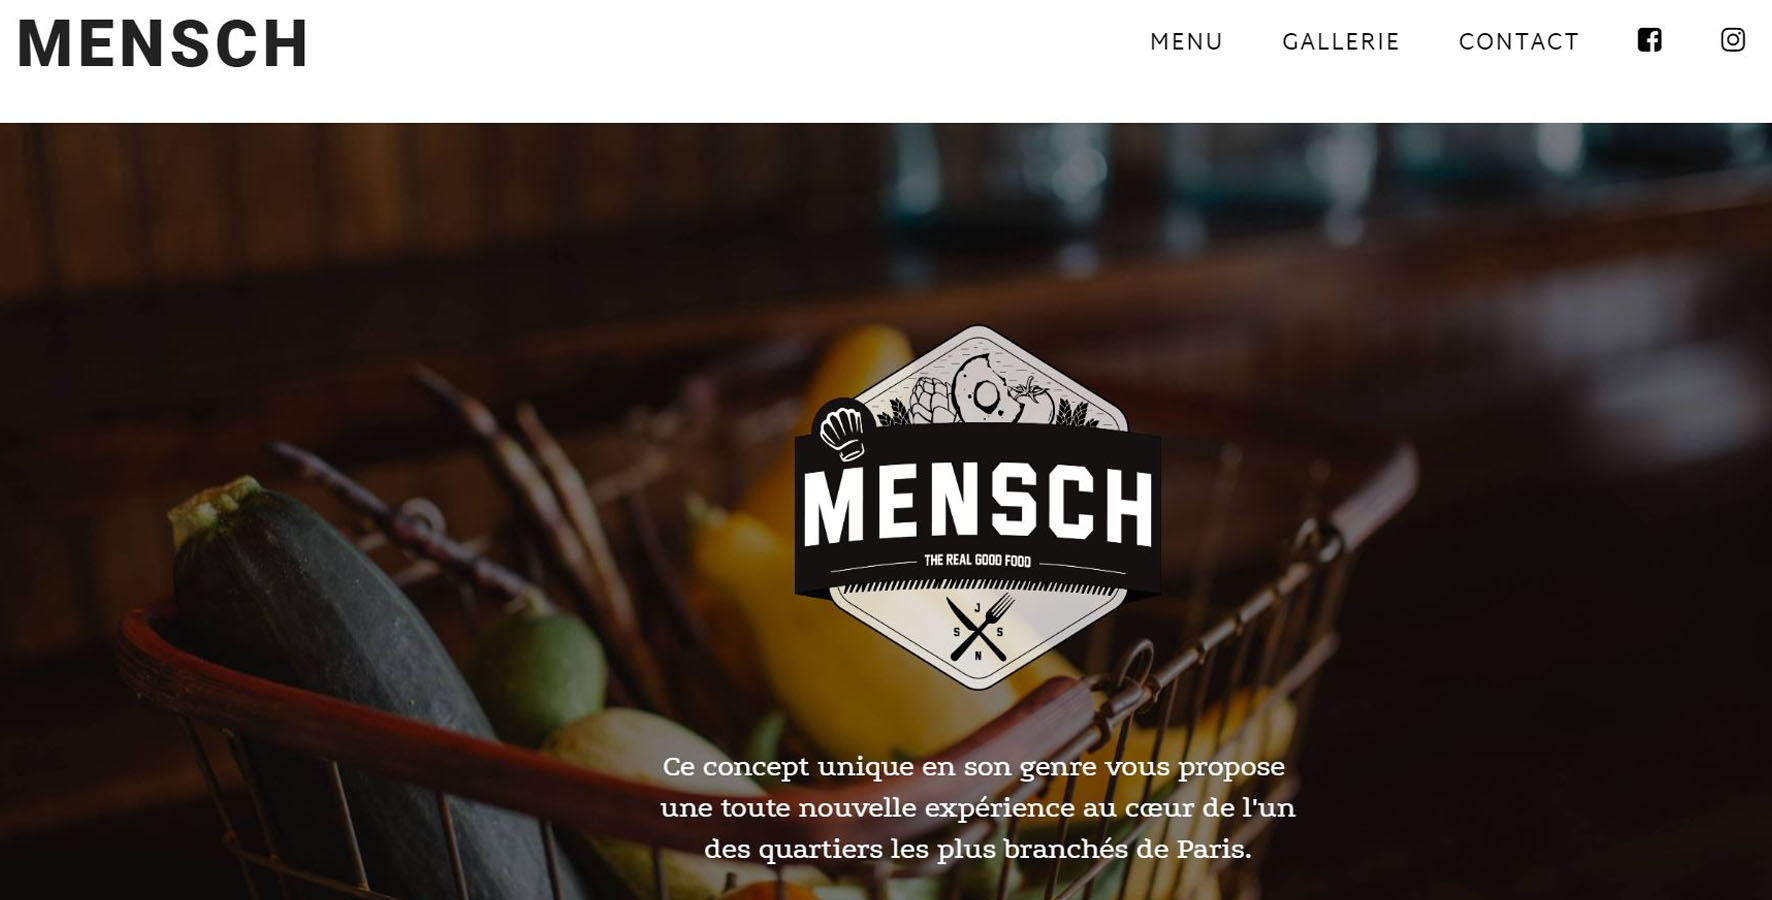 MENSCH
MENU GALLERIE CONTACT
MENSCH
THE REAL GOOD FOOD
J
S S
N
Ce concept unique en son genre vous propose
une toute nouvelle expérience au cœur de l'un
des quartiers les plus branchés de Paris.